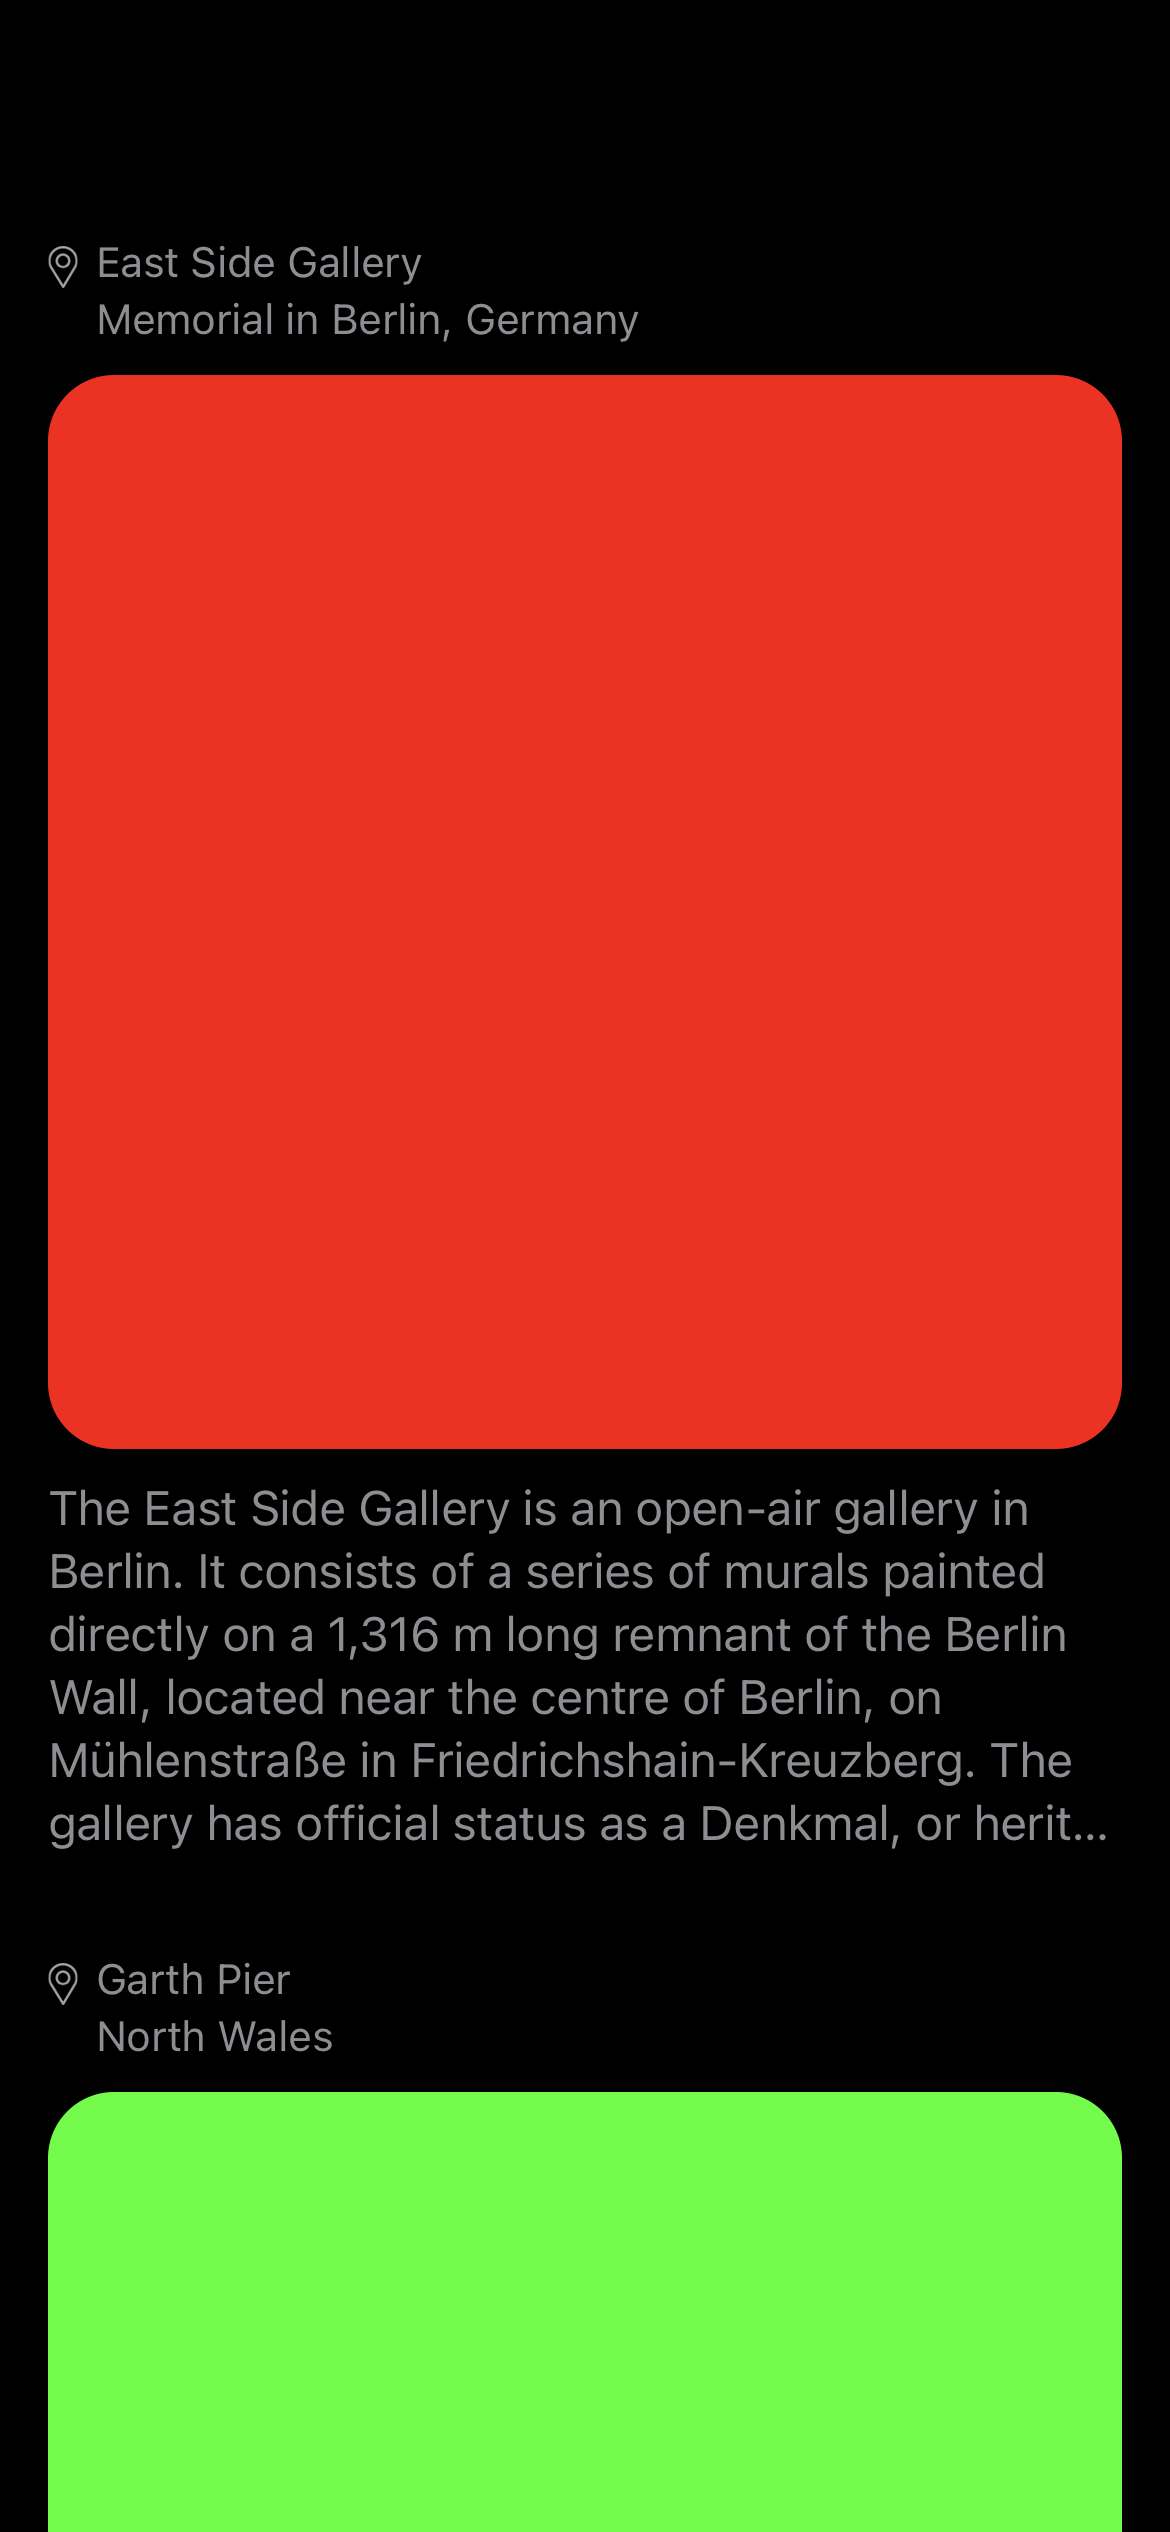 East Side Gallery
Memorial in Berlin, Germany
The East Side Gallery is an open-air gallery in
Berlin. It consists of a series of murals painted
directly on a 1,316 m long remnant of the Berlin
Wall, located near the centre of Berlin, on
Mühlenstraße in Friedrichshain-Kreuzberg. The
gallery has official status as a Denkmal, or herit...
Garth Pier
North Wales